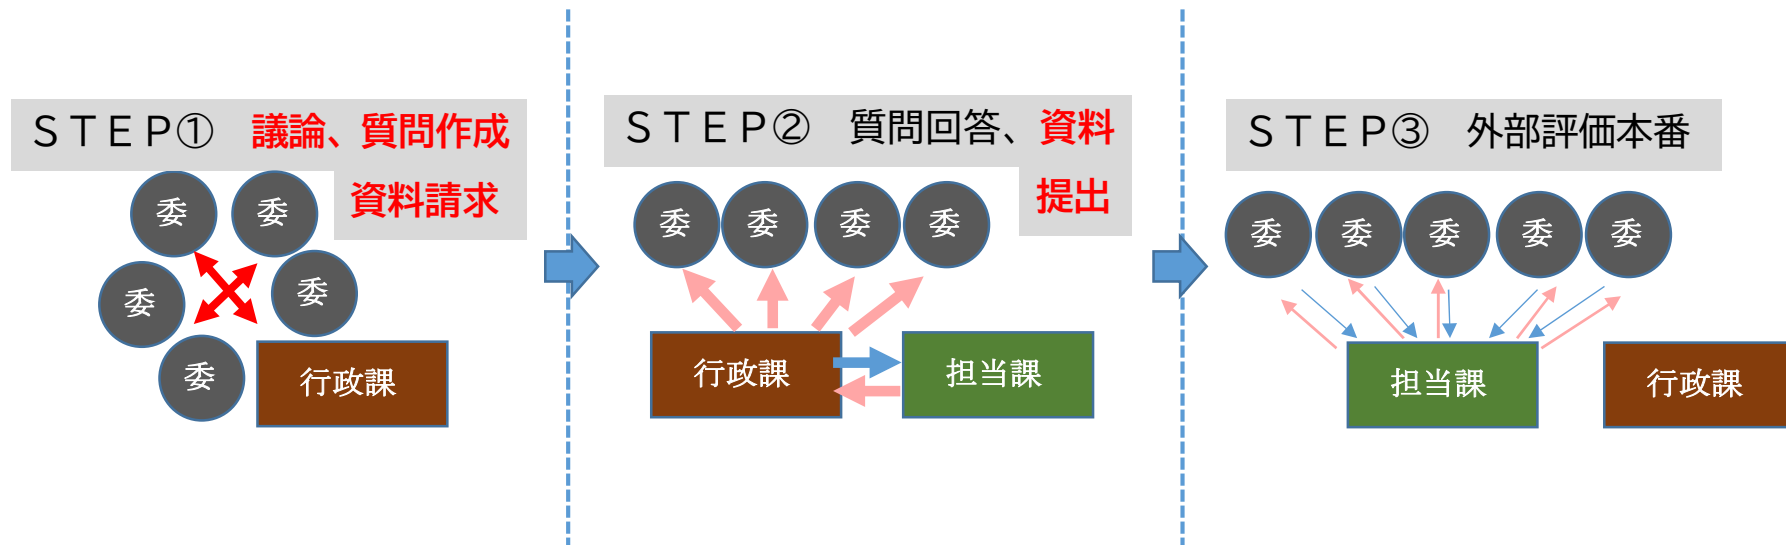 ＳＴＥＰ①　議論、質問作成
資料請求
委
委
委
委
委
行政課
ＳＴＥＰ②　質問回答、資料
提出
委
委
委
委
行政課
担当課
ＳＴＥＰ③　外部評価本番
委
委
委
委
委
担当課
行政課